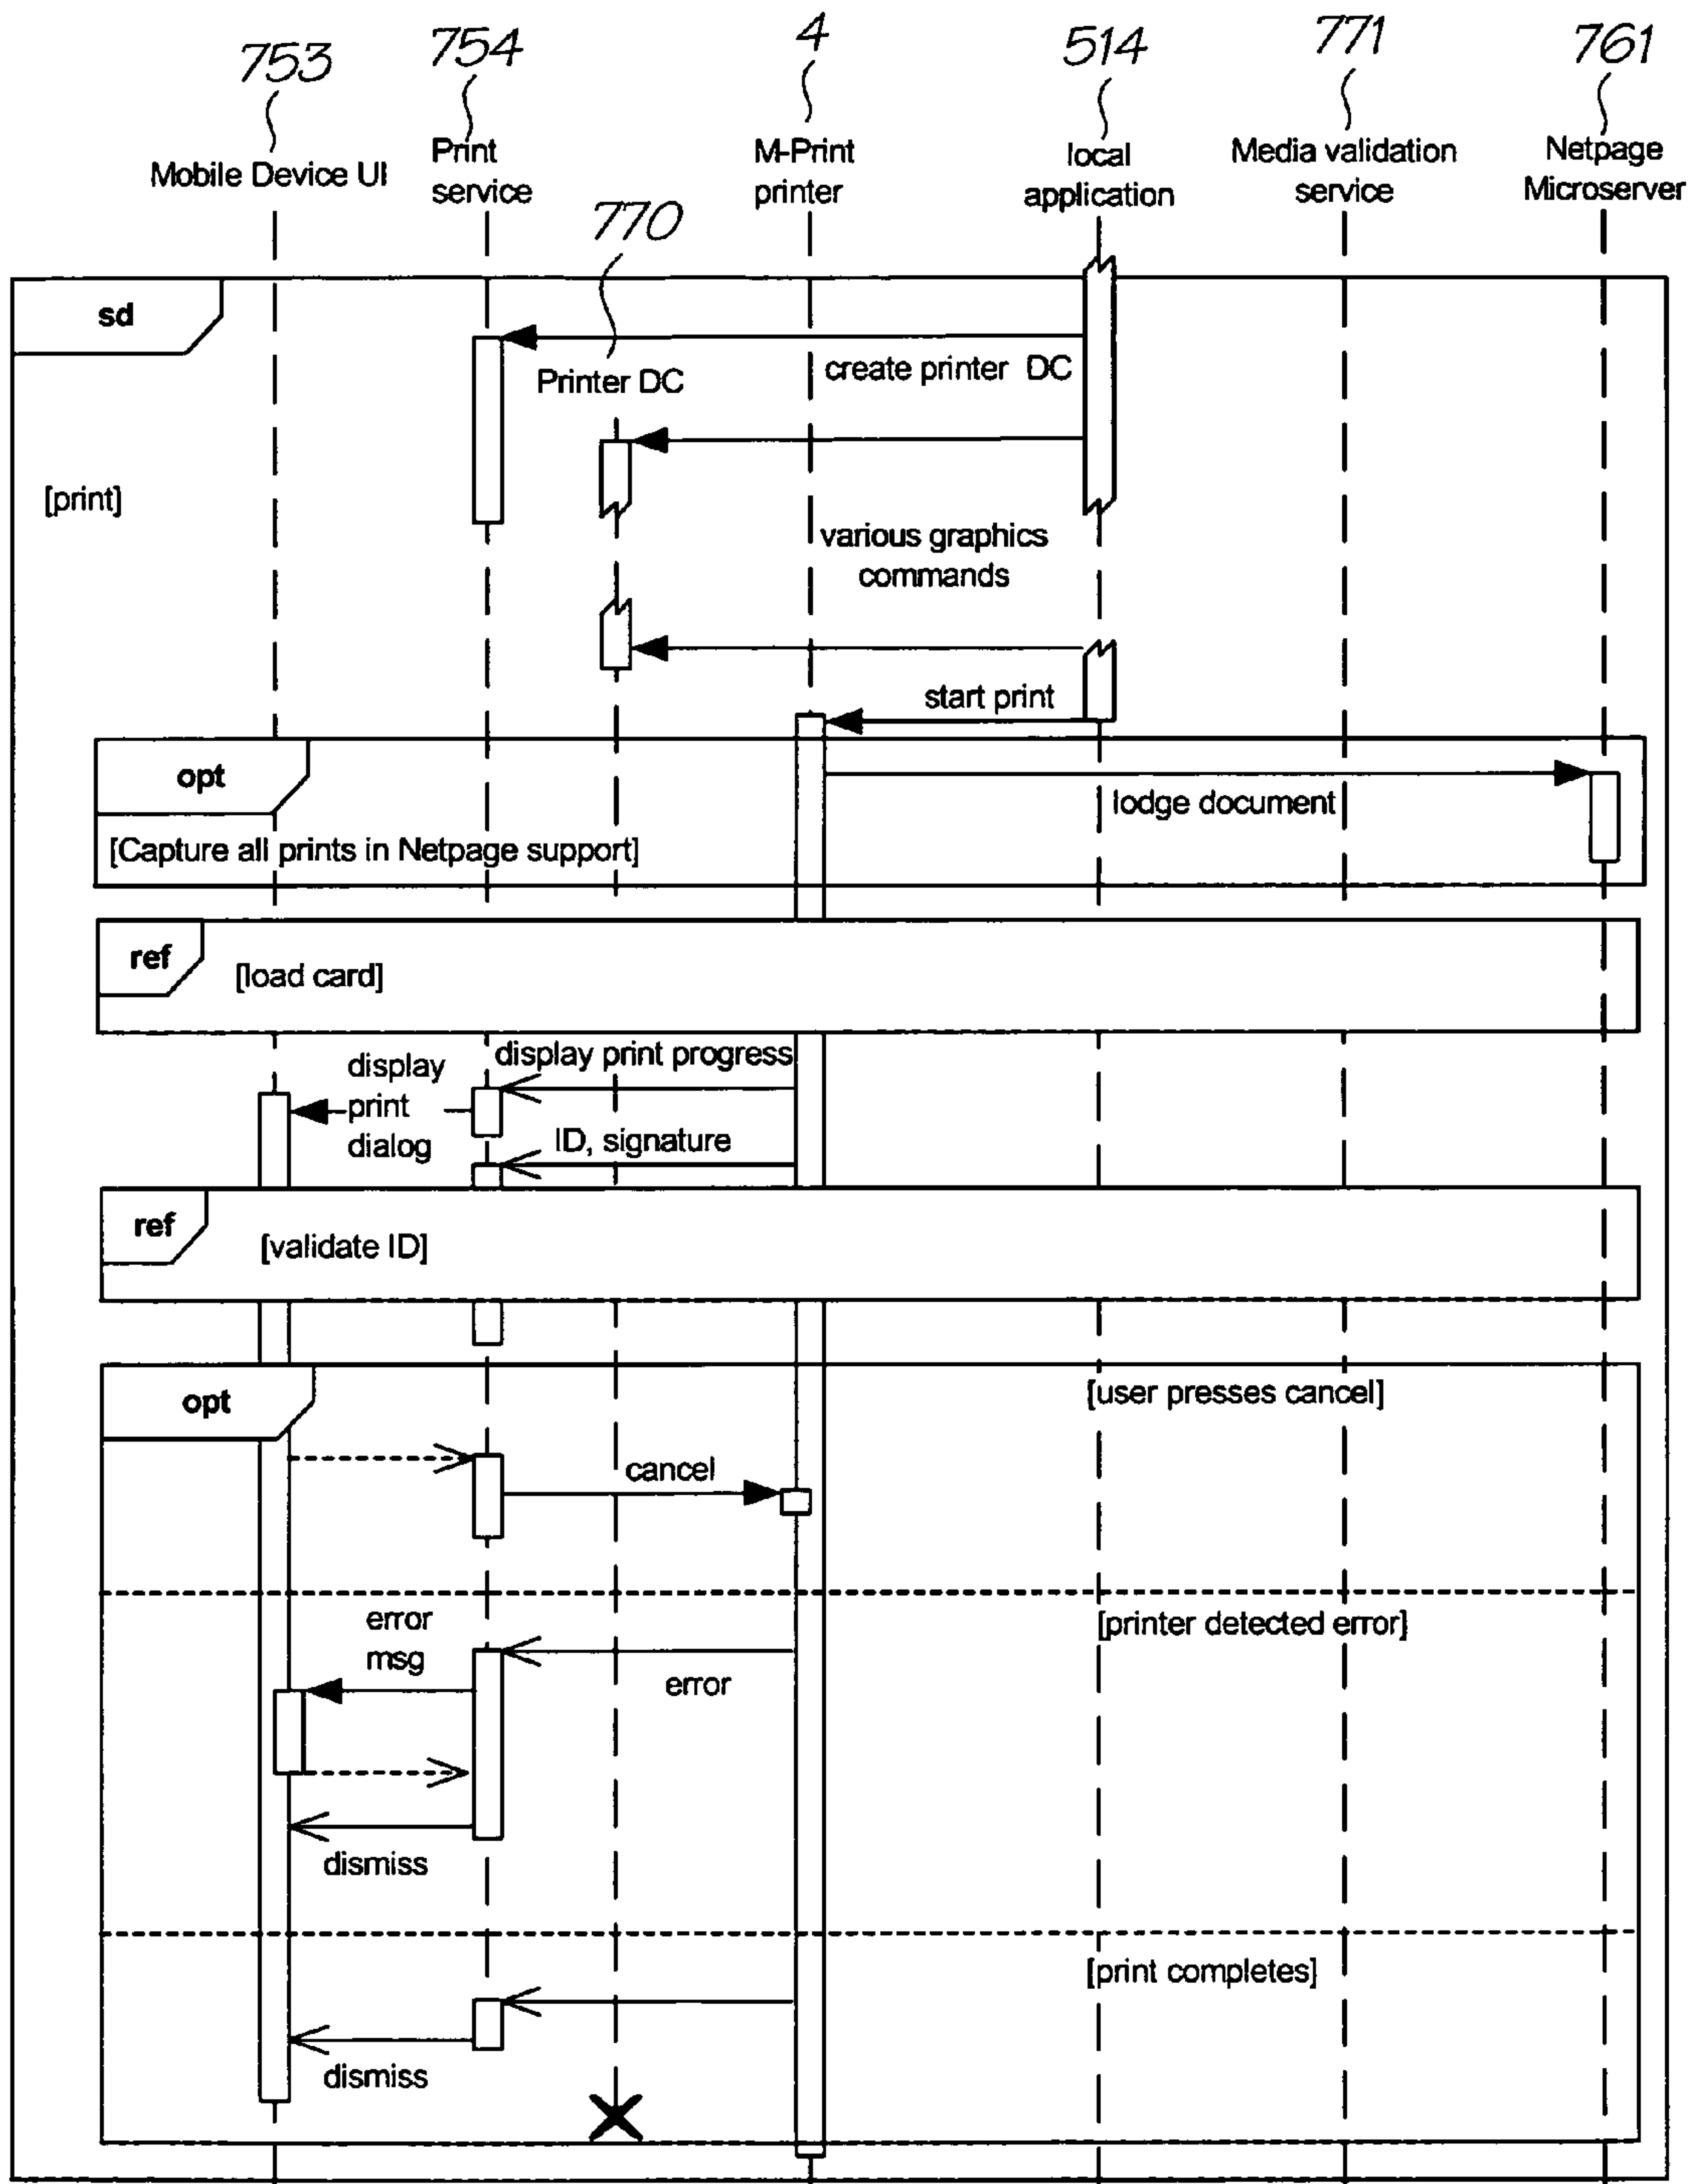 753
754
4
514
771
761
Mobile Device UI
Print
service
M-Print
printer
local
application
Media validation
service
Netpage
Microserver
770
sd
Printer DC
create printer DC
[print]
various graphics
commands
start print
opt
lodge document
[Capture all prints in Netpage support]
ref
[load card]
display
print
dialog
display print progress
ID, signature
ref
[validate ID]
opt
[user presses cancel]
cancel
[printer detected error]
error
msg
error
dismiss
[print completes]
dismiss